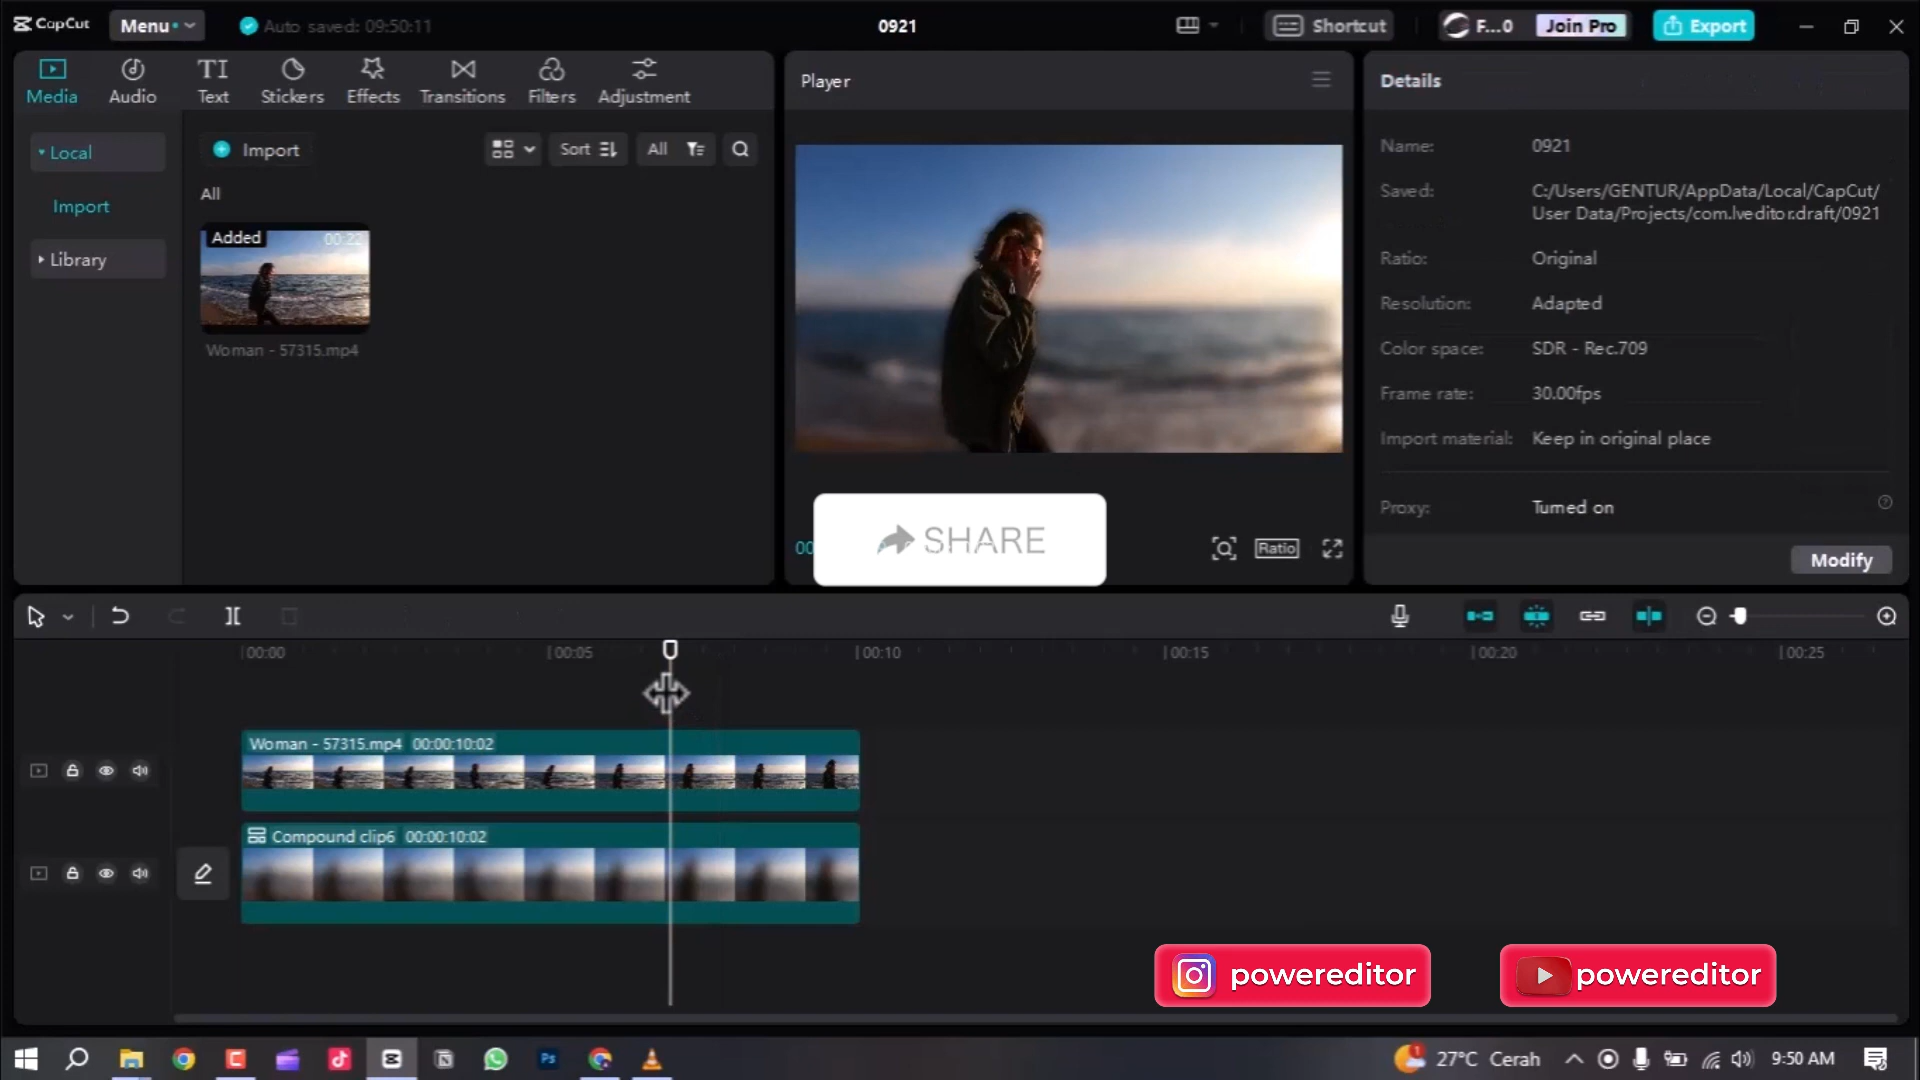 CapCut
Menu
Auto saved: 09:50:11
0921
Shortcut
F...0
Join Pro
Export
Media
Audio
Text
Stickers
Effects
Transitions
Filters
Adjustment
Local
Import
Library
Import
Sort
All
All
Added
00:22
Woman - 57315.mp4
Player
00
SHARE
Ratio
Details
Name: 0921
Saved: C:/Users/GENTUR/AppData/Local/CapCut/
User Data/Projects/com.lveditor.draft/0921
Ratio: Original
Resolution: Adapted
Color space: SDR - Rec.709
Frame rate: 30.00fps
Import material: Keep in original place
Proxy: Turned on
Modify
00:00
00:05
00:10
00:15
00:20
00:25
Woman - 57315.mp4 00:00:10:02
Compound clip6 00:00:10:02
powereditor
powereditor
Ps
27°C Cerah
9:50 AM